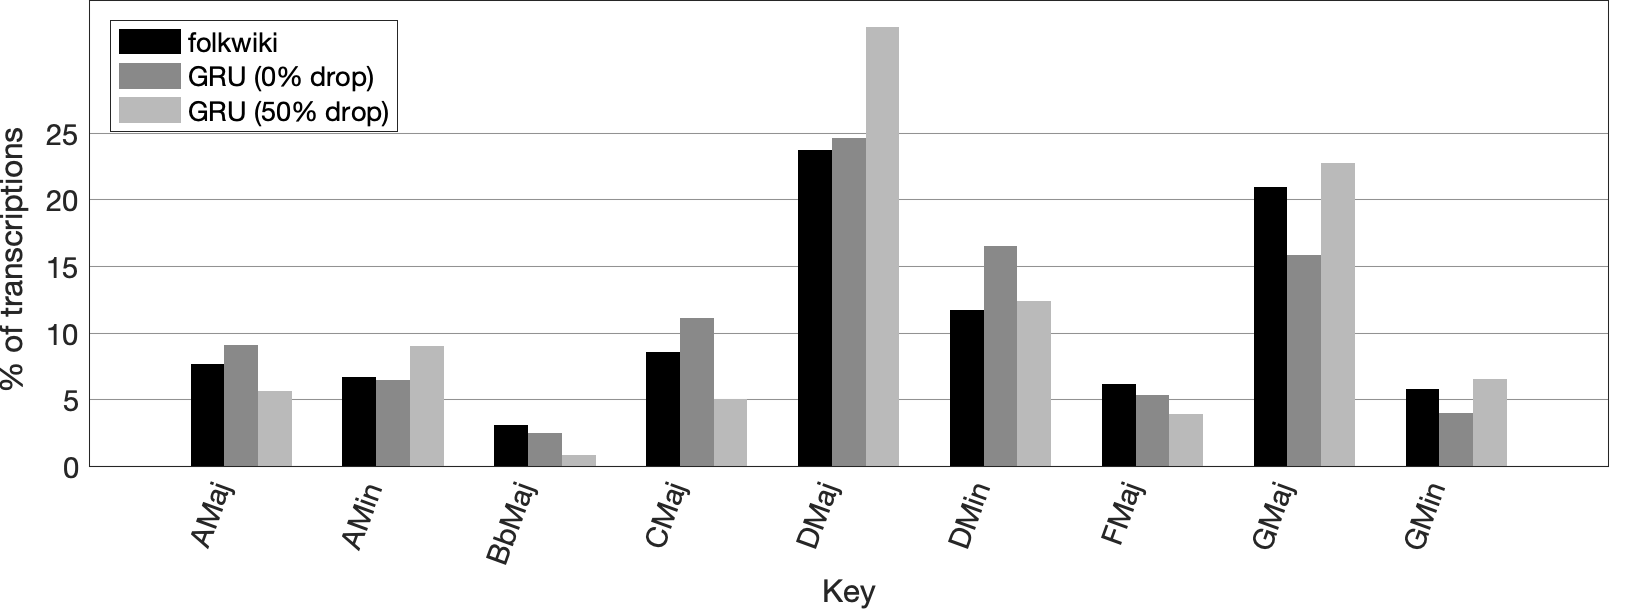 folkwiki
GRU (0% drop)
GRU (50% drop)
% of transcriptions
25
20
15
10
5
0
AMaj
AMin
BbMaj
CMaj
DMaj
DMin
FMaj
GMaj
GMin
Key